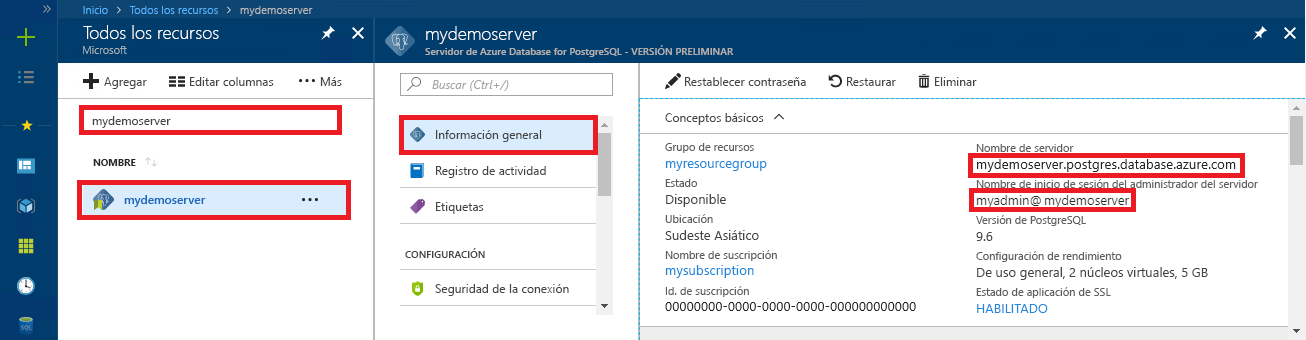 »
Inicio > Todos los recursos > mydemoserver
Todos los recursos
Microsoft
Agregar Editar columnas ··· Más
mydemoserver
NOMBRE ↑↓
mydemoserver ···
SQL
mydemoserver
Servidor de Azure Database for PostgreSQL - VERSIÓN PRELIMINAR
Buscar (Ctrl+/)
Información general
Registro de actividad
Etiquetas
CONFIGURACIÓN
Seguridad de la conexión
Restablecer contraseña Restaurar Eliminar
Conceptos básicos
Grupo de recursos
myresourcegroup
Estado
Disponible
Ubicación
Sudeste Asiático
Nombre de suscripción
mysubscription
Id. de suscripción
00000000-0000-0000-0000-000000000000
Nombre de servidor
mydemoserver.postgres.database.azure.com
Nombre de inicio de sesión del administrador del servidor
myadmin@ mydemoserver
Versión de PostgreSQL
9.6
Configuración de rendimiento
De uso general, 2 núcleos virtuales, 5 GB
Estado de aplicación de SSL
HABILITADO